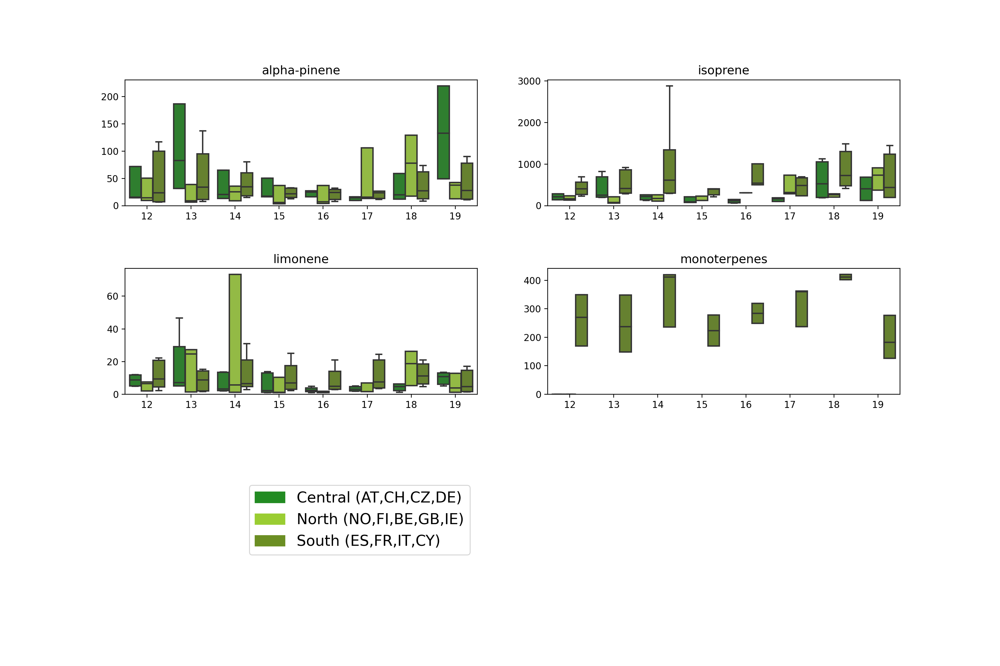 alpha-pinene
200
150
100
50
0
12 13 14 15 16 17 18 19
isoprene
3000
2000
1000
0
12 13 14 15 16 17 18 19
limonene
60
40
20
0
12 13 14 15 16 17 18 19
monoterpenes
400
300
200
100
0
12 13 14 15 16 17 18 19
Central (AT,CH,CZ,DE)
North (NO,FI,BE,GB,IE)
South (ES,FR,IT,CY)